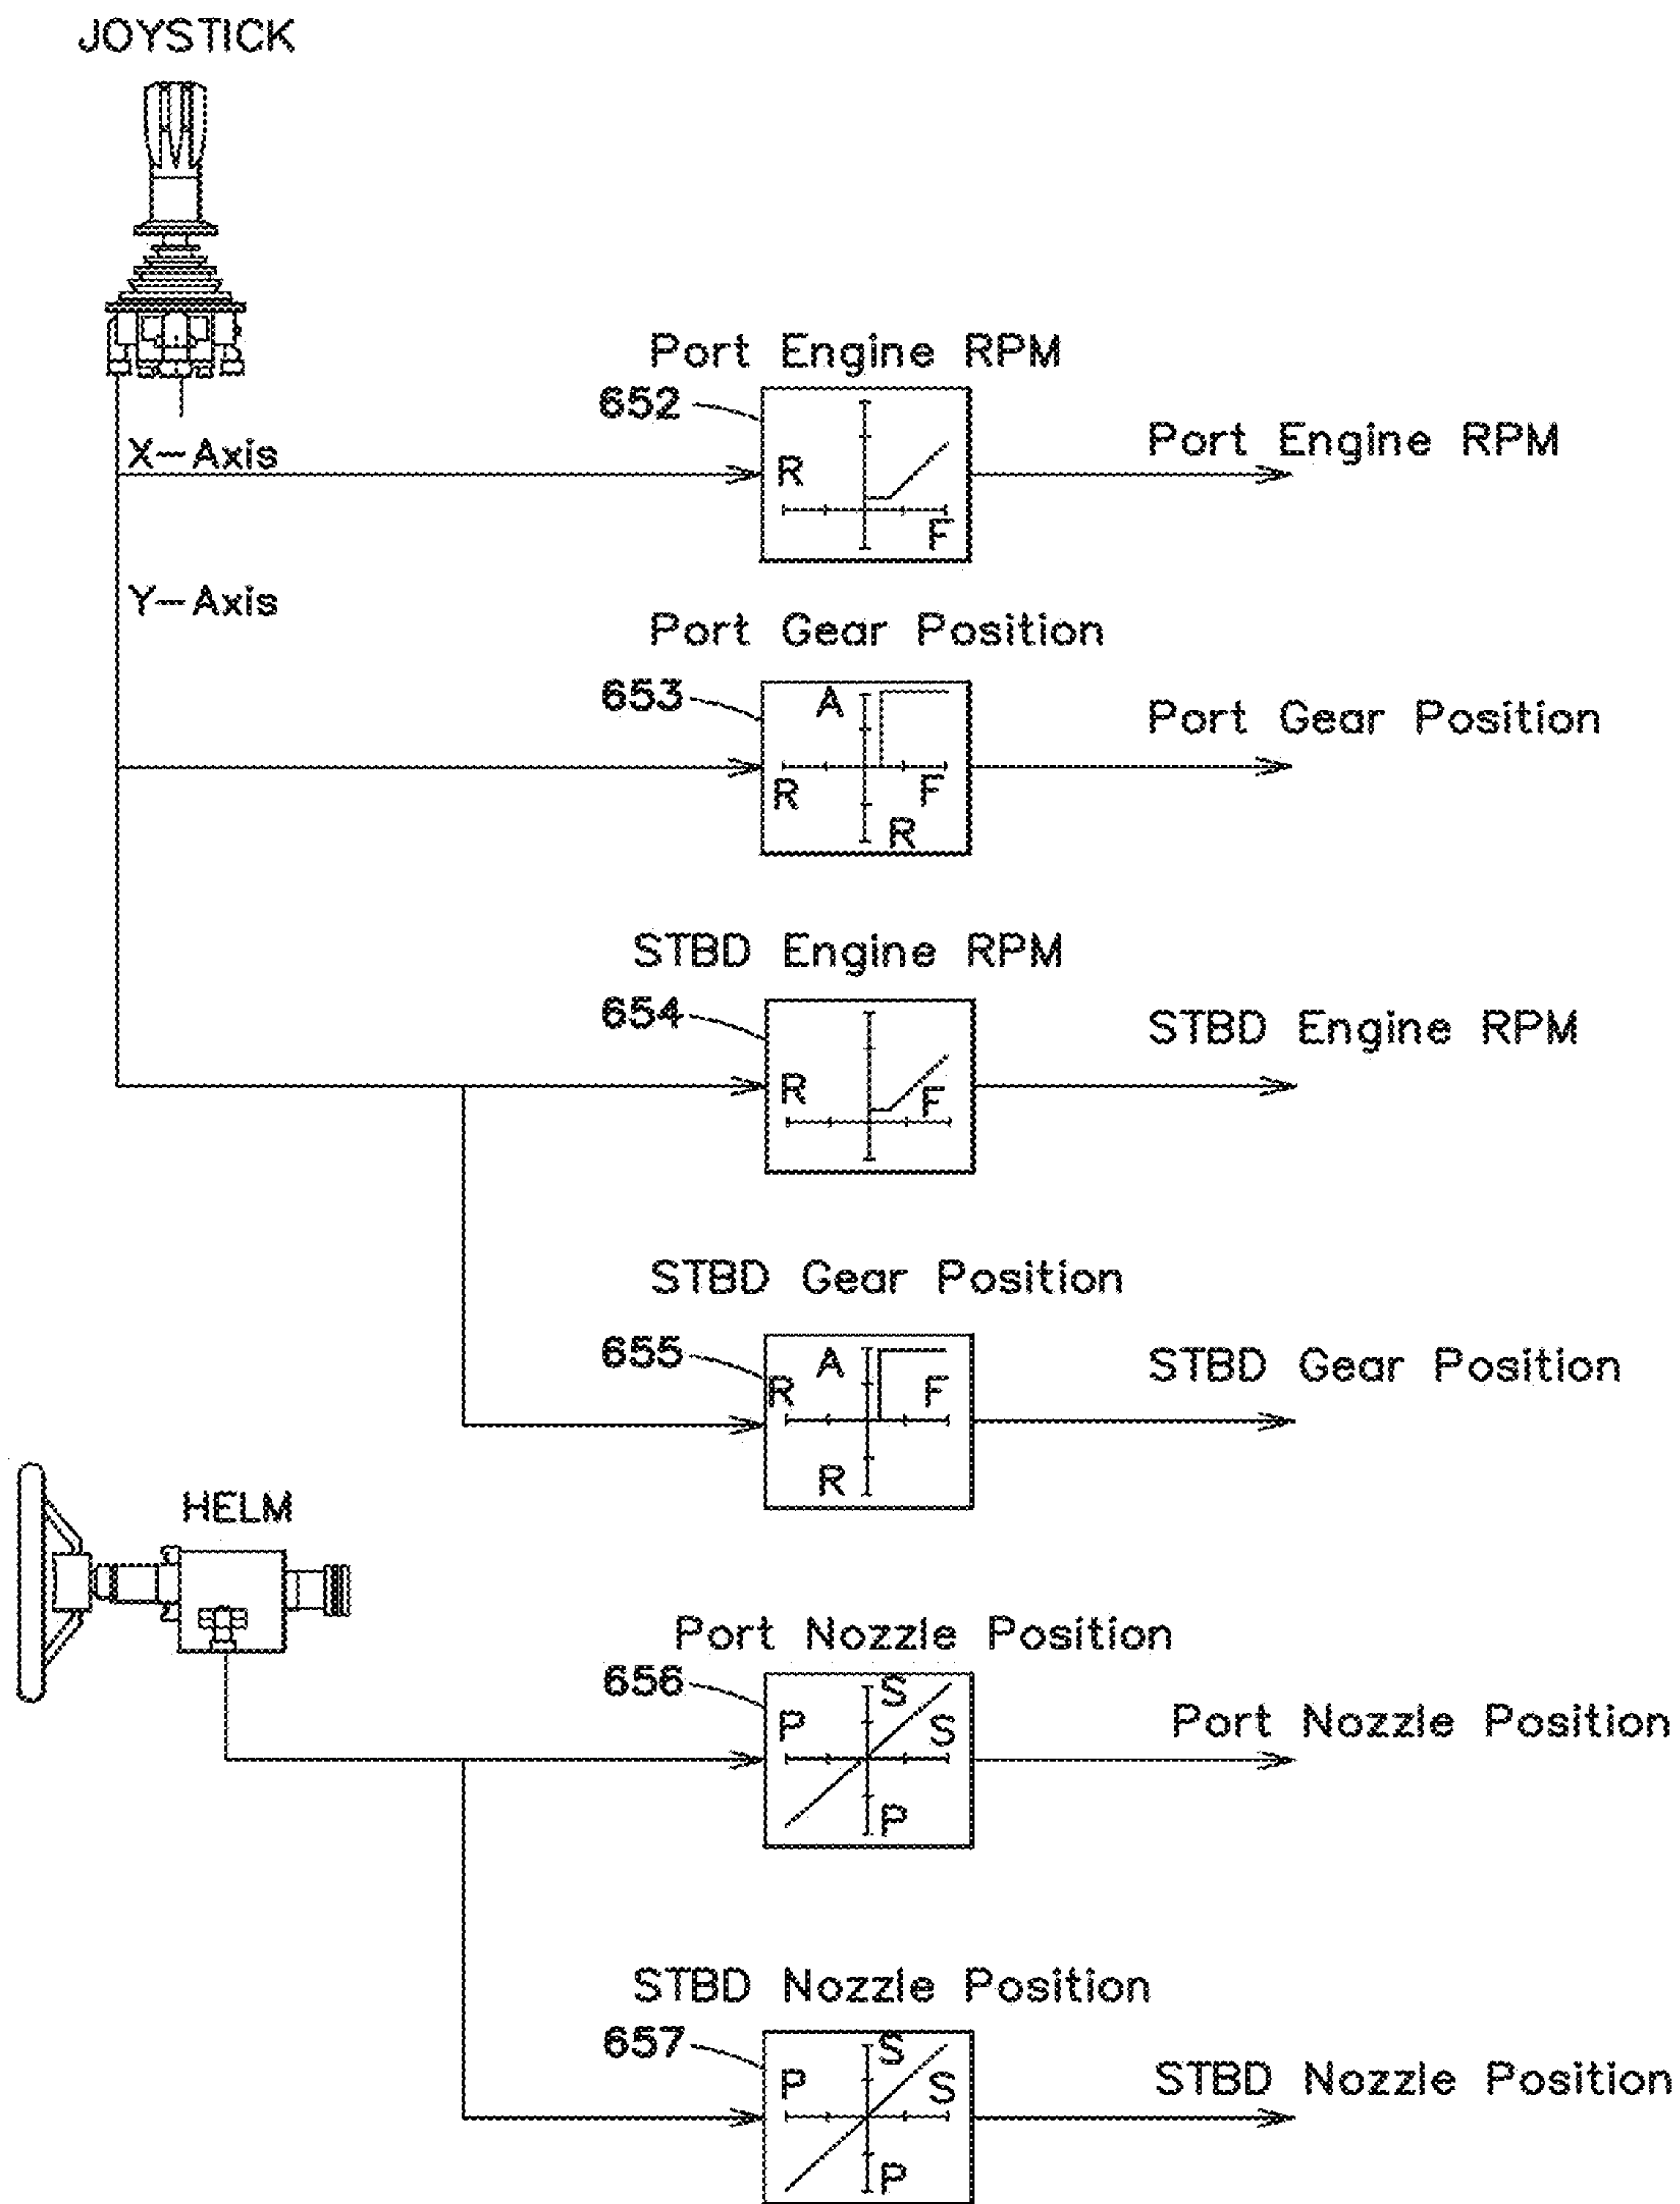 JOYSTICK
Port Engine RPM
652
X-Axis
R
F
Port Engine RPM
Y-Axis
Port Gear Position
653
A
R
F
R
Port Gear Position
STBD Engine RPM
654
R
F
STBD Engine RPM
STBD Gear Position
655
A
R
F
R
STBD Gear Position
HELM
Port Nozzle Position
656
S
P
S
P
Port Nozzle Position
STBD Nozzle Position
657
S
P
S
P
STBD Nozzle Position